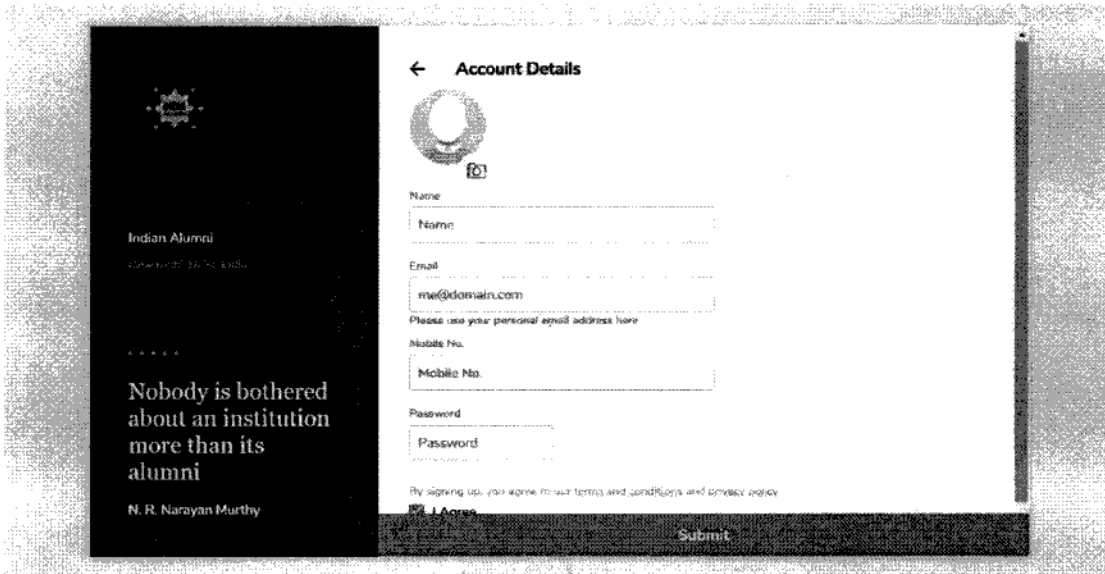 Indian Alumni
Nobody is bothered
about an institution
more than its
alumni
N. R. Narayan Murthy
Account Details
Name
Name
Email
me@domain.com
Please use your personal email address here
Mobile No.
Mobile No.
Password
Password
By signing up, you agree to our terms and conditions and privacy policy
I Agree
Submit